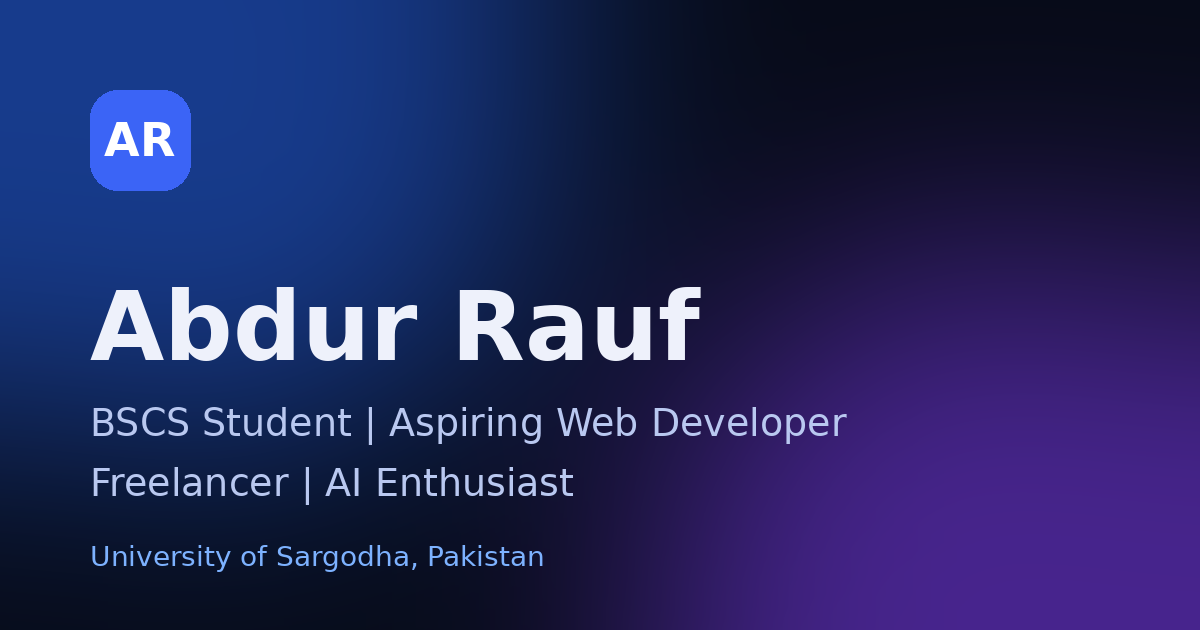 AR
Abdur Rauf
BSCS Student | Aspiring Web Developer
Freelancer | AI Enthusiast
University of Sargodha, Pakistan